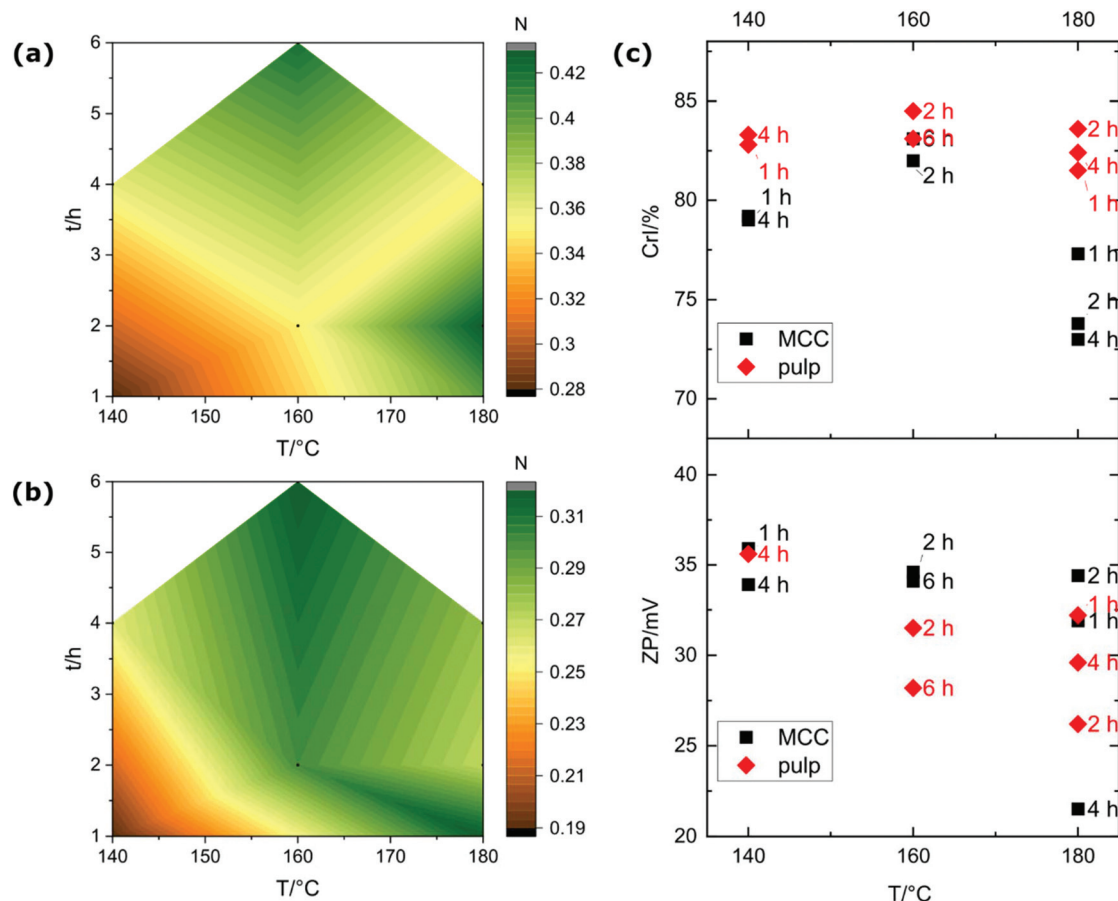 (a)
N
6
5
4
3
2
1
t/h
140 150 160 170 180
T/°C
0.42
0.4
0.38
0.36
0.34
0.32
0.3
0.28
(b)
N
6
5
4
3
2
1
t/h
140 150 160 170 180
T/°C
0.31
0.29
0.27
0.25
0.23
0.21
0.19
(c)
140 160 180
CrI/%
85
80
75
70
4 h
1 h
1 h
4 h
2 h
6 h
2 h
2 h
4 h
1 h
1 h
2 h
4 h
MCC
pulp
ZP/mV
40
35
30
25
20
1 h
4 h
4 h
2 h
6 h
2 h
6 h
2 h
1 h
1 h
4 h
2 h
4 h
MCC
pulp
140 160 180
T/°C